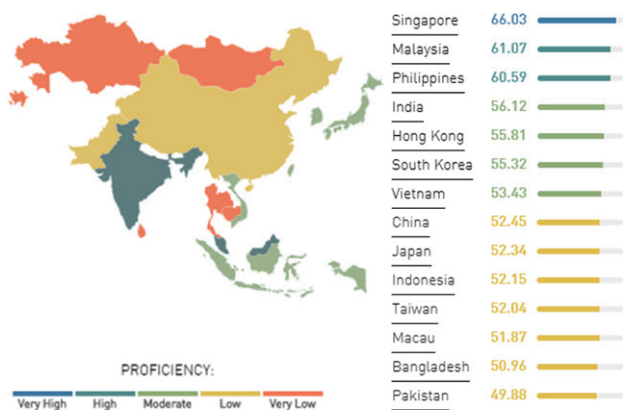 Singapore 66.03
Malaysia 61.07
Philippines 60.59
India 56.12
Hong Kong 55.81
South Korea 55.32
Vietnam 53.43
China 52.45
Japan 52.34
Indonesia 52.15
Taiwan 52.04
Macau 51.87
Bangladesh 50.96
Pakistan 49.88
PROFICIENCY:
Very High High Moderate Low Very Low